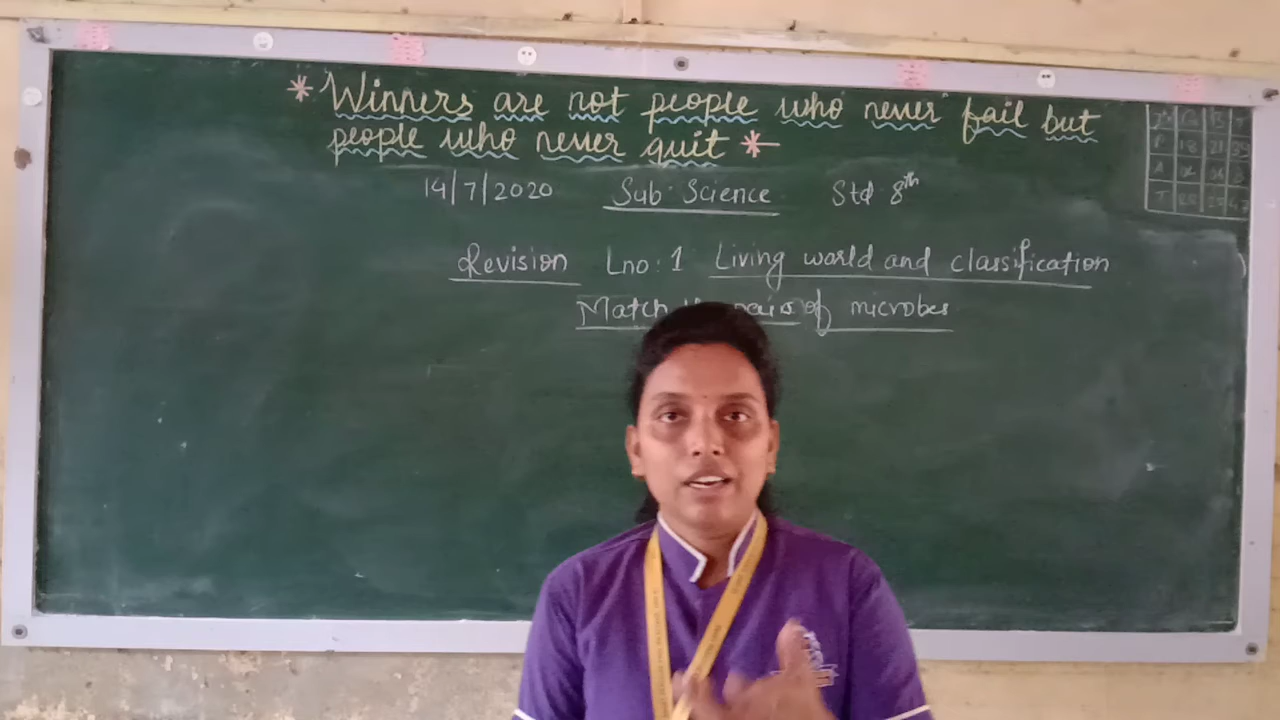 * Winners are not people who never fail but
people who never quit *
14/7/2020 Sub: Science Std 8th
Revision Lno: 1 Living world and classification
Match pairs of microbes